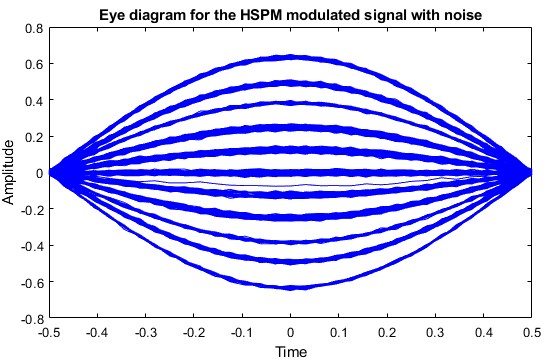 Eye diagram for the HSPM modulated signal with noise
0.8
0.6
0.4
0.2
0
-0.2
-0.4
-0.6
-0.8
Amplitude
-0.5 -0.4 -0.3 -0.2 -0.1 0 0.1 0.2 0.3 0.4 0.5
Time